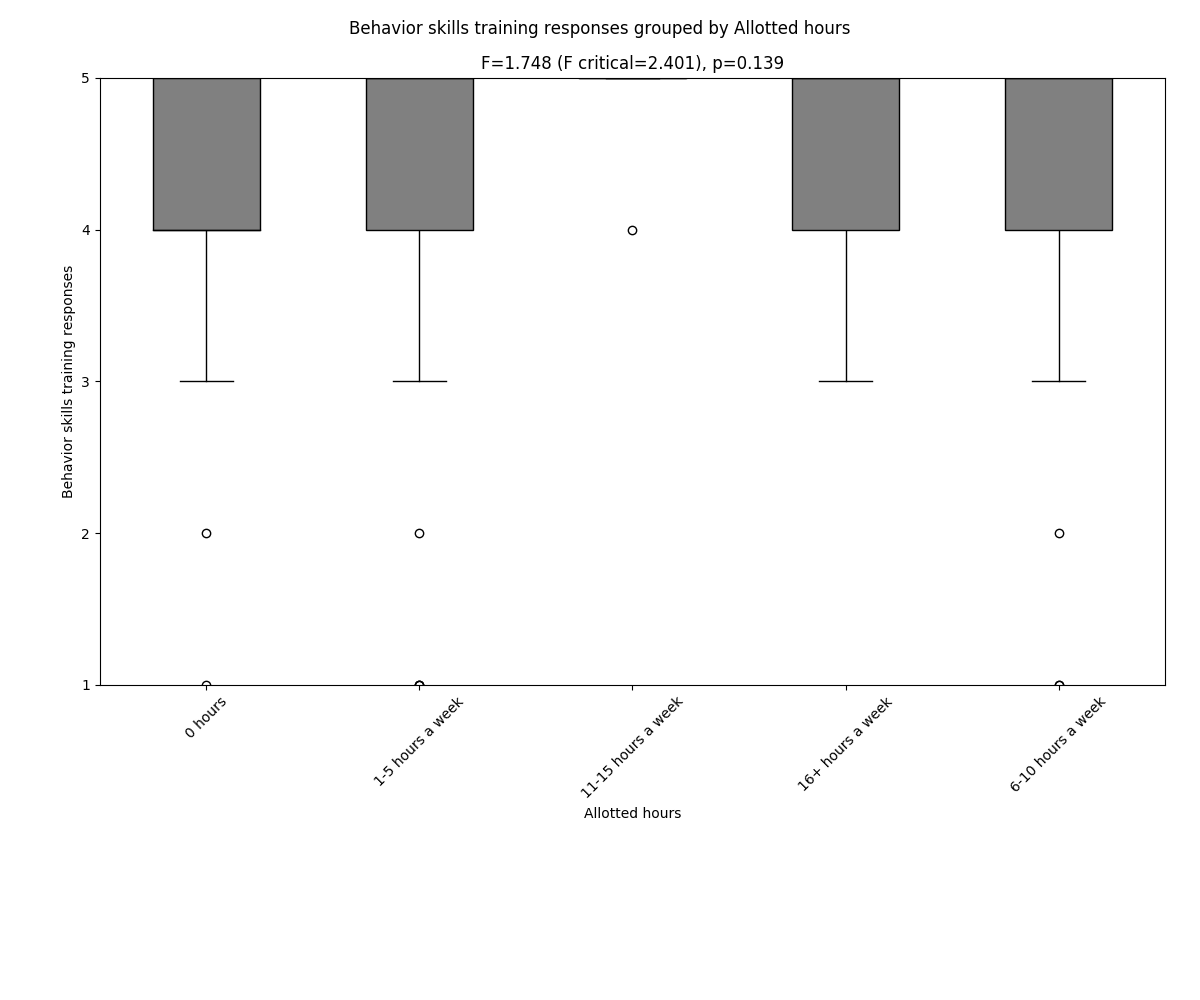 Behavior skills training responses grouped by Allotted hours
F=1.748 (F critical=2.401), p=0.139
5
4
3
2
1
Behavior skills training responses
0 hours
1-5 hours a week
11-15 hours a week
16+ hours a week
6-10 hours a week
Allotted hours